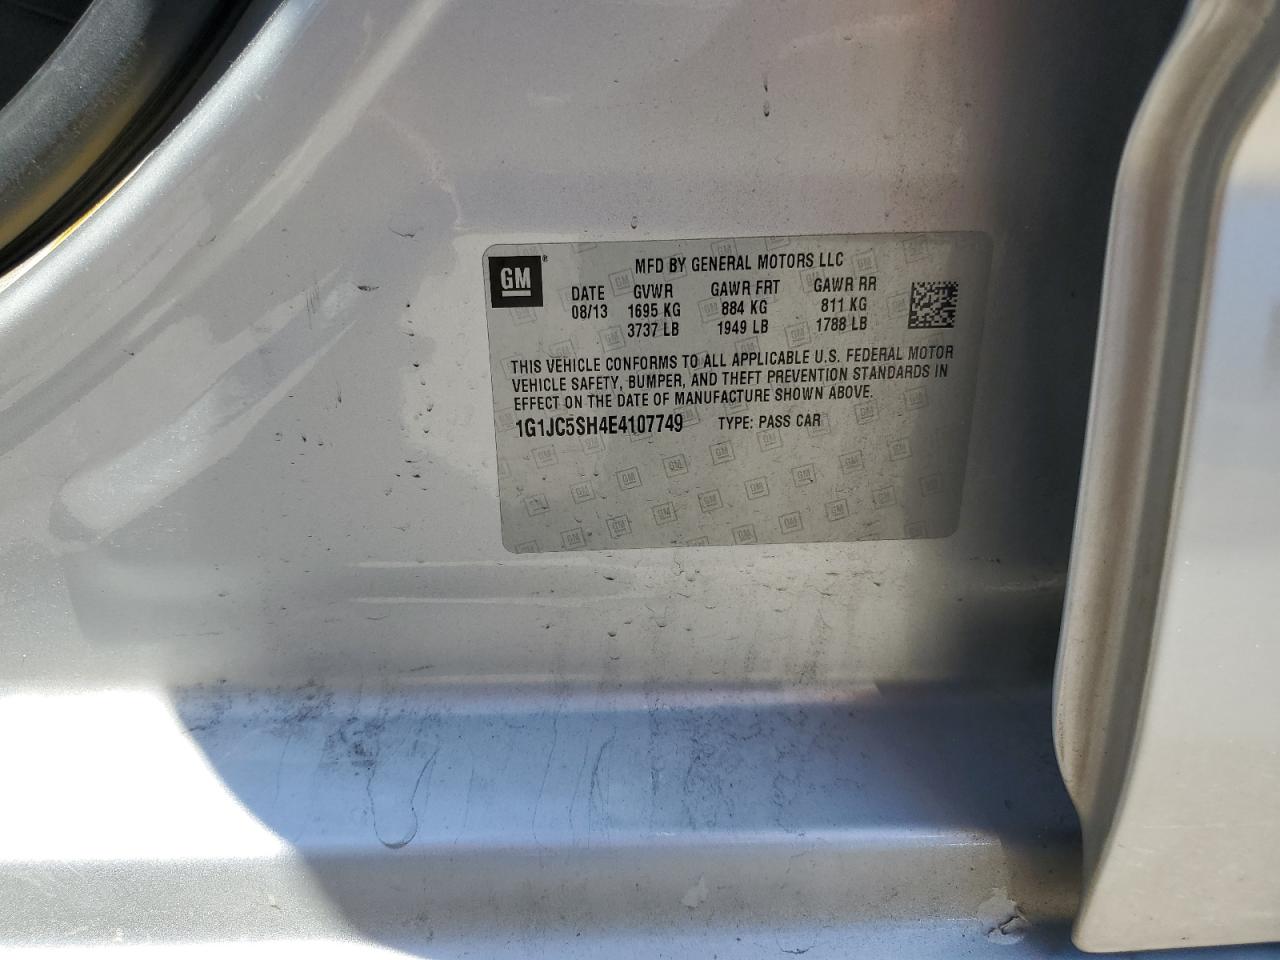 GM ®
MFD BY GENERAL MOTORS LLC
DATE GVWR GAWR FRT GAWR RR
08/13 1695 KG 884 KG 811 KG
3737 LB 1949 LB 1788 LB
THIS VEHICLE CONFORMS TO ALL APPLICABLE U.S. FEDERAL MOTOR
VEHICLE SAFETY, BUMPER, AND THEFT PREVENTION STANDARDS IN
EFFECT ON THE DATE OF MANUFACTURE SHOWN ABOVE.
1G1JC5SH4E4107749 TYPE: PASS CAR